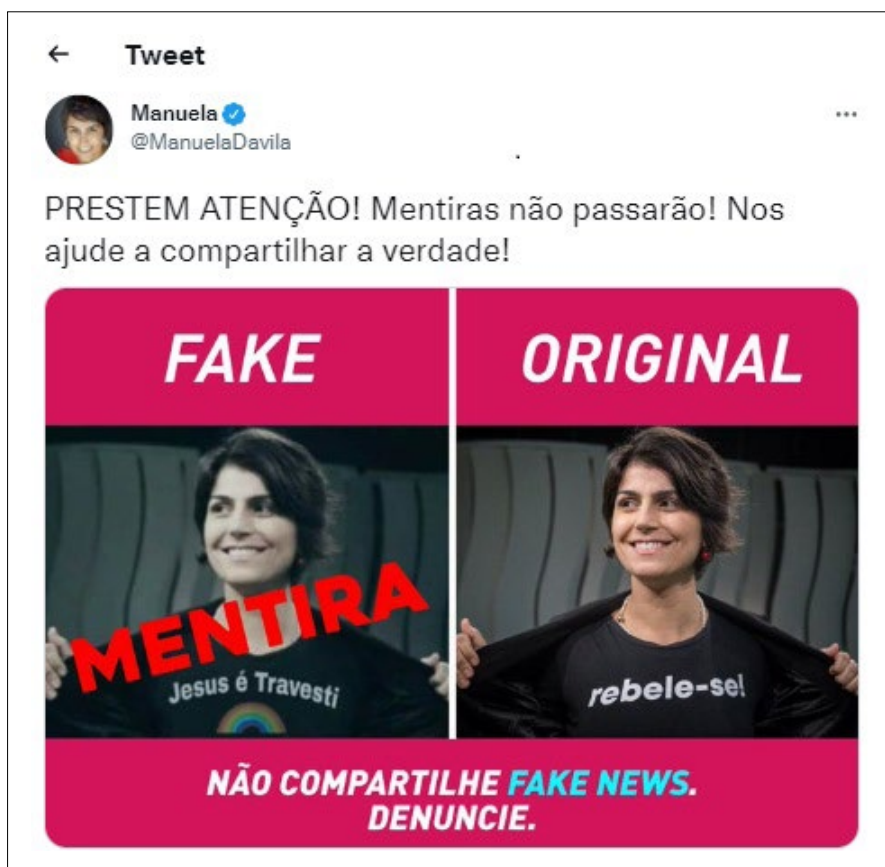 Tweet
Manuela
@ManuelaDavila
PRESTEM ATENÇÃO! Mentiras não passarão! Nos
ajude a compartilhar a verdade!
FAKE
ORIGINAL
MENTIRA
Jesus é Travesti
rebele-se!
NÃO COMPARTILHE FAKE NEWS.
DENUNCIE.